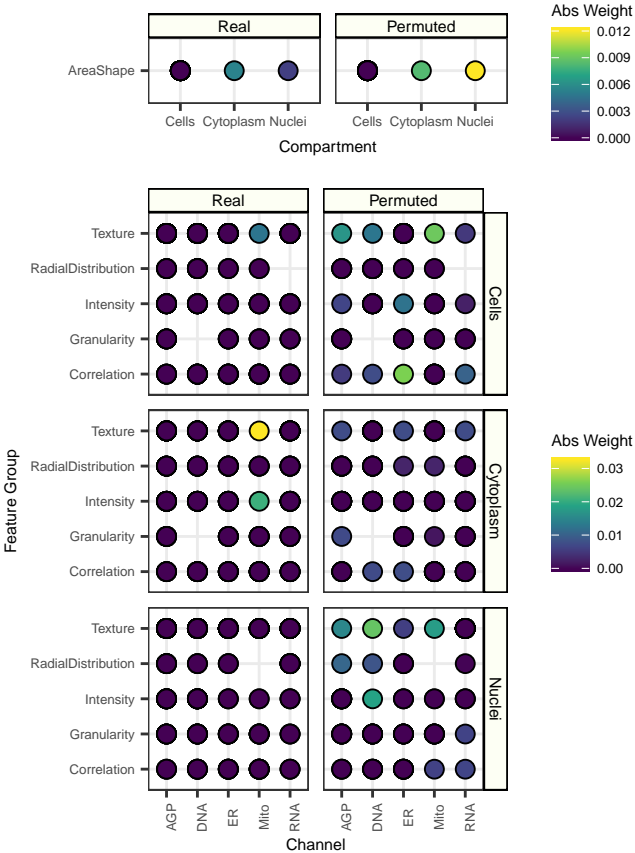 Real
Permuted
AreaShape
Cells
Cytoplasm
Nuclei
Cells
Cytoplasm
Nuclei
Compartment
Abs Weight
0.012
0.009
0.006
0.003
0.000
Real
Permuted
Feature Group
Texture
RadialDistribution
Intensity
Granularity
Correlation
Cells
Texture
RadialDistribution
Intensity
Granularity
Correlation
Cytoplasm
Texture
RadialDistribution
Intensity
Granularity
Correlation
Nuclei
AGP
DNA
ER
Mito
RNA
AGP
DNA
ER
Mito
RNA
Channel
Abs Weight
0.03
0.02
0.01
0.00